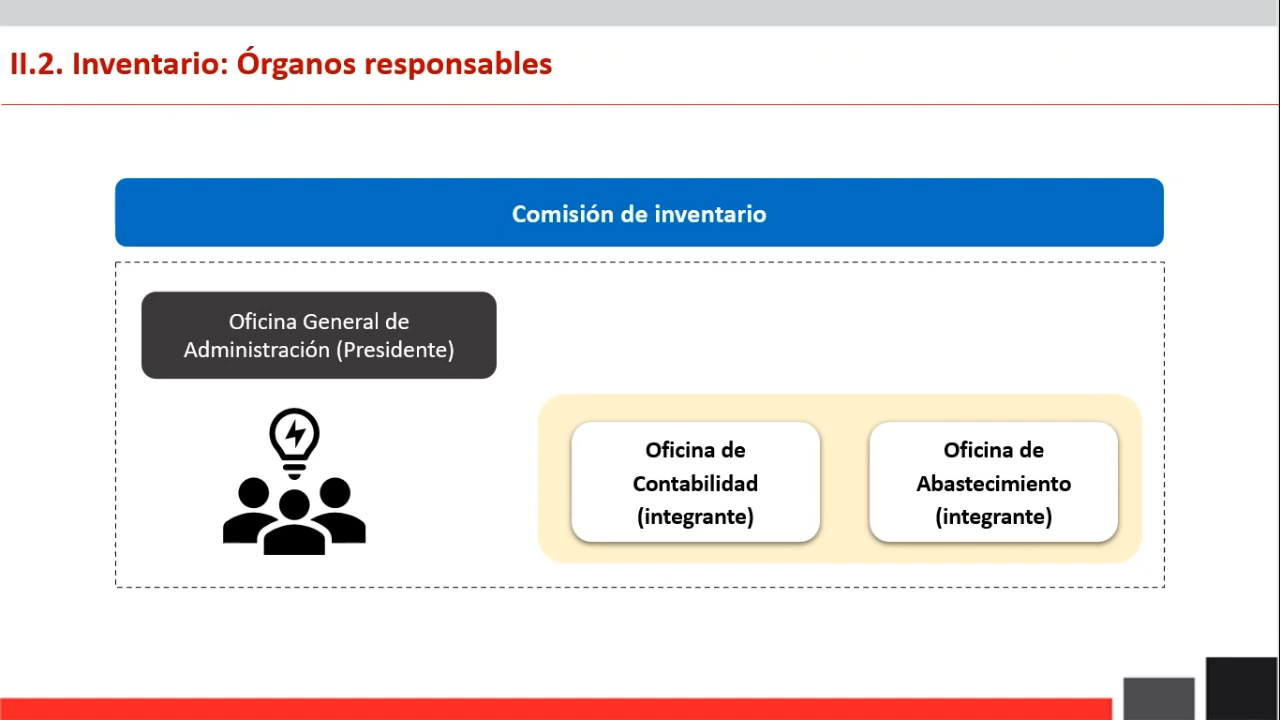 II.2. Inventario: Órganos responsables
Comisión de inventario
Oficina General de
Administración (Presidente)
Oficina de
Contabilidad
(integrante)
Oficina de
Abastecimiento
(integrante)